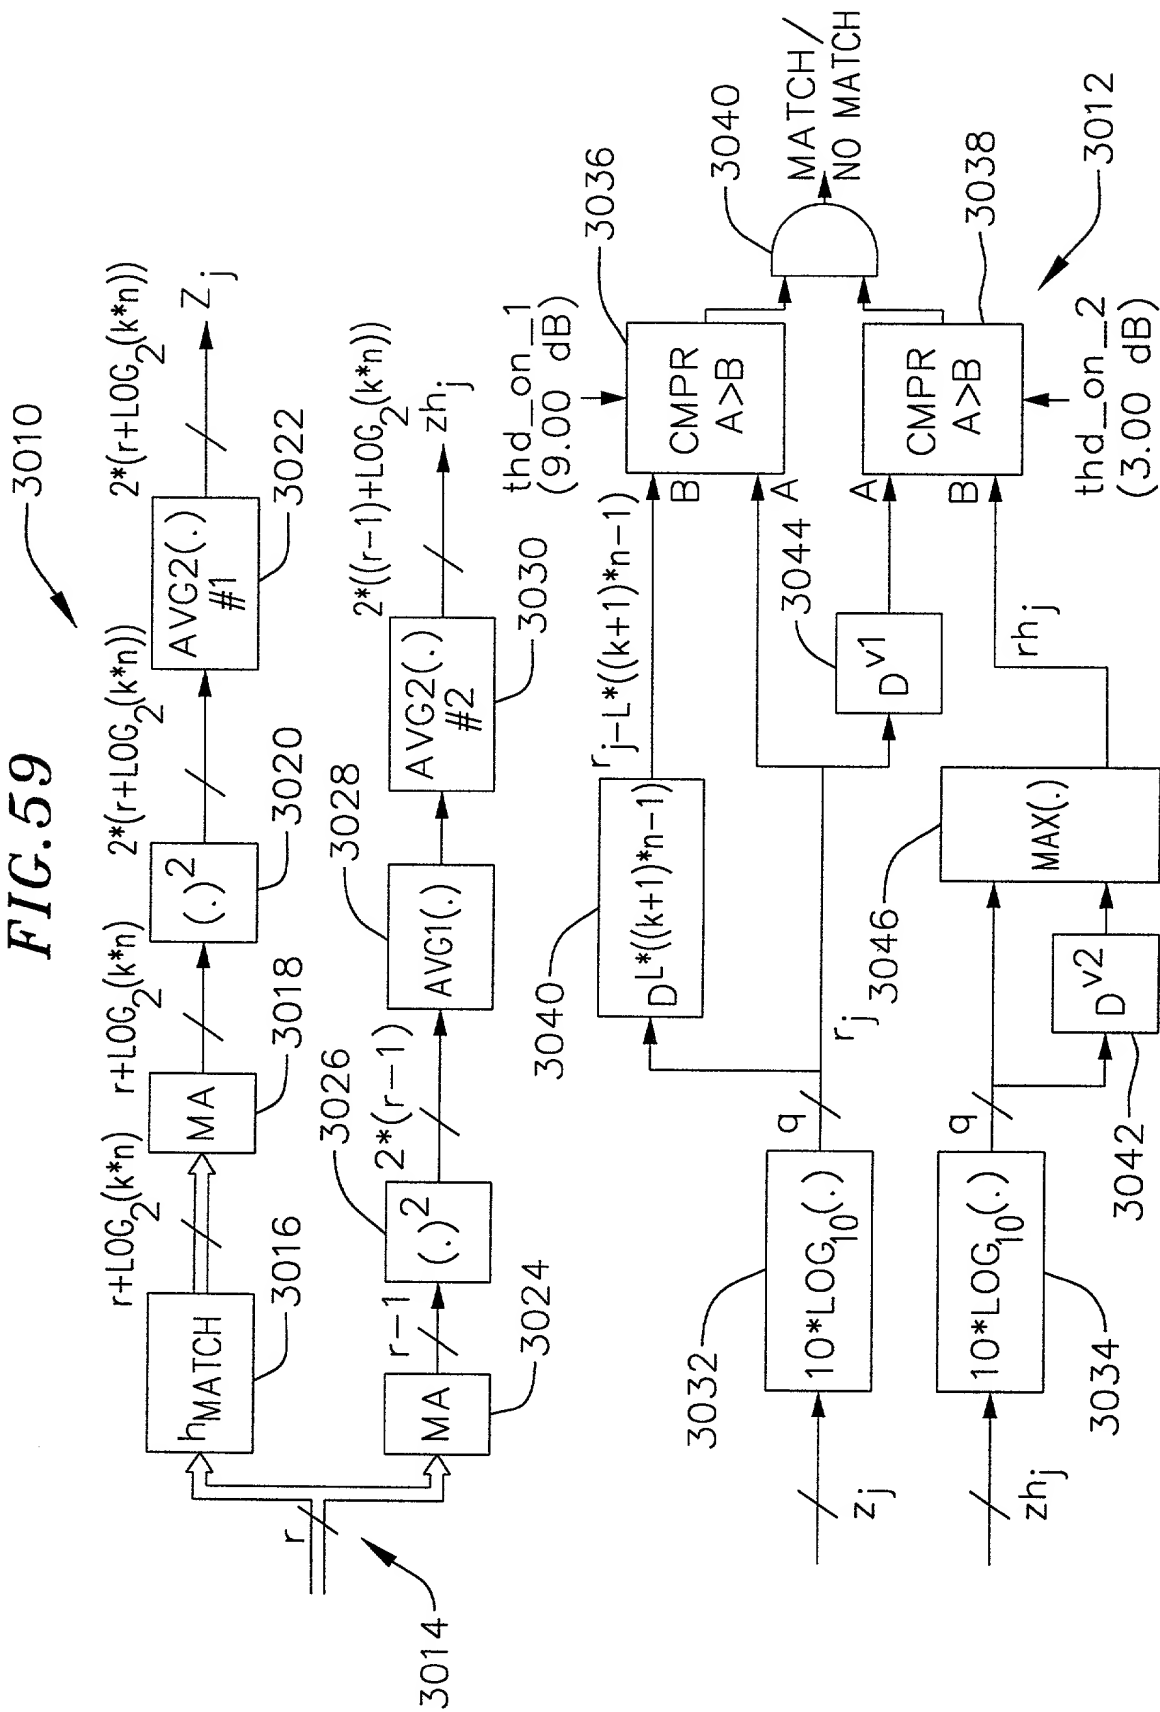 FIG.59
3010
r
3014
hMATCH
3016
r+LOG2(k*n)
MA
3018
r+LOG2(k*n)
(.)2
3020
2*(r+LOG2(k*n))
AVG2(.)
#1
3022
2*(r+LOG2(k*n))
Zj
MA
3024
r-1
(.)2
3026
2*(r-1)
AVG1(.)
3028
AVG2(.)
#2
3030
2*((r-1)+LOG2(k*n))
zhj
zj
3032
10*LOG10(.)
q
rj
3040
DL*((k+1)*n-1)
rj-L*((k+1)*n-1)
B
A
thd_on_1
(9.00 dB)
CMPR
A>B
3036
3044
Dv1
zhj
3034
10*LOG10(.)
q
3042
Dv2
3046
MAX(.)
rhj
A
B
CMPR
A>B
3038
thd_on_2
(3.00 dB)
3040
MATCH/
NO MATCH
3012